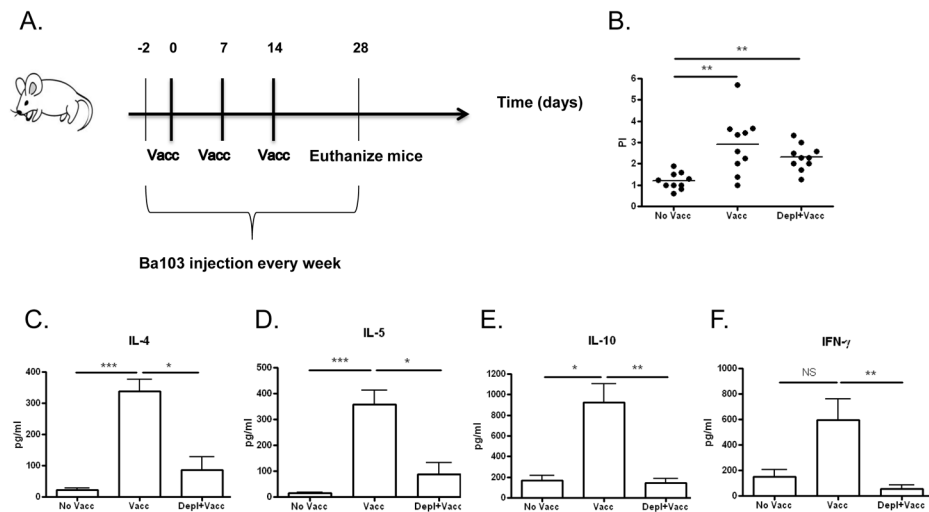 A.
-2 0 7 14 28
Time (days)
Vacc Vacc Vacc Euthanize mice
Ba103 injection every week
B.
**
**
6
5
4
3
2
1
0
PI
No Vacc Vacc Depl+Vacc
C.
IL-4
*** *
400
300
200
100
0
pg/ml
No Vacc Vacc Depl+Vacc
D.
IL-5
*** *
500
400
300
200
100
0
pg/ml
No Vacc Vacc Depl+Vacc
E.
IL-10
* **
1200
1000
800
600
400
200
0
pg/ml
No Vacc Vacc Depl+Vacc
F.
IFN-γ
NS **
1000
800
600
400
200
0
pg/ml
No Vacc Vacc Depl+Vacc